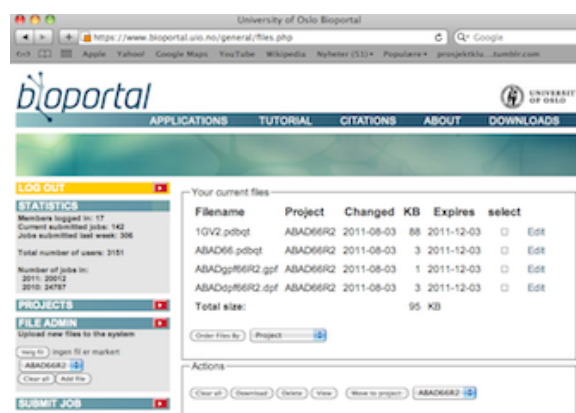 University of Oslo Bioportal
https://www.bioportal.uio.no/general/files.php
Google
Apple Yahoo! Google Maps YouTube Wikipedia Nyheter (51) Populære prosjektklu...tumblr.com
bioportal
UNIVERSIT
OF OSLO
APPLICATIONS TUTORIAL CITATIONS ABOUT DOWNLOADS
LOG OUT
STATISTICS
Members logged in: 17
Current submitted jobs: 142
Jobs submitted last week: 306
Total number of users: 3151
Number of jobs in:
2011: 20012
2010: 24787
PROJECTS
FILE ADMIN
Upload new files to the system
Velg fil ingen fil er markert
ABAD66R2
Clear all Add file
SUBMIT JOB
Your current files
Filename Project Changed KB Expires select
1GV2.pdbqt ABAD66R2 2011-08-03 88 2011-12-03 Edit
ABAD66.pdbqt ABAD66R2 2011-08-03 3 2011-12-03 Edit
ABADgpf66R2.gpf ABAD66R2 2011-08-03 1 2011-12-03 Edit
ABADdpf66R2.dpf ABAD66R2 2011-08-03 3 2011-12-03 Edit
Total size: 95 KB
Order Files By Project
Actions
Clear all Download Delete View Move to project: ABAD66R2